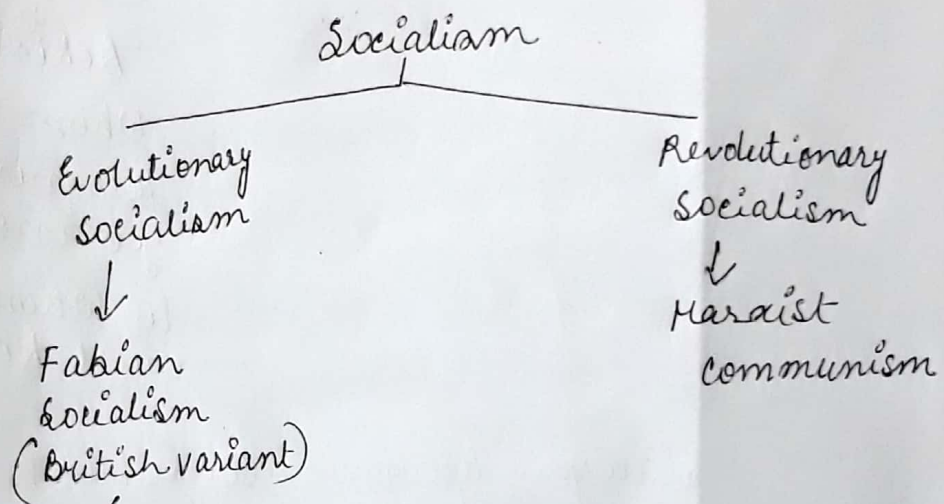 Socialism
Evolutionary
Socialism
Revolutionary
Socialism
Fabian
Socialism
(British variant)
Marxist
Communism